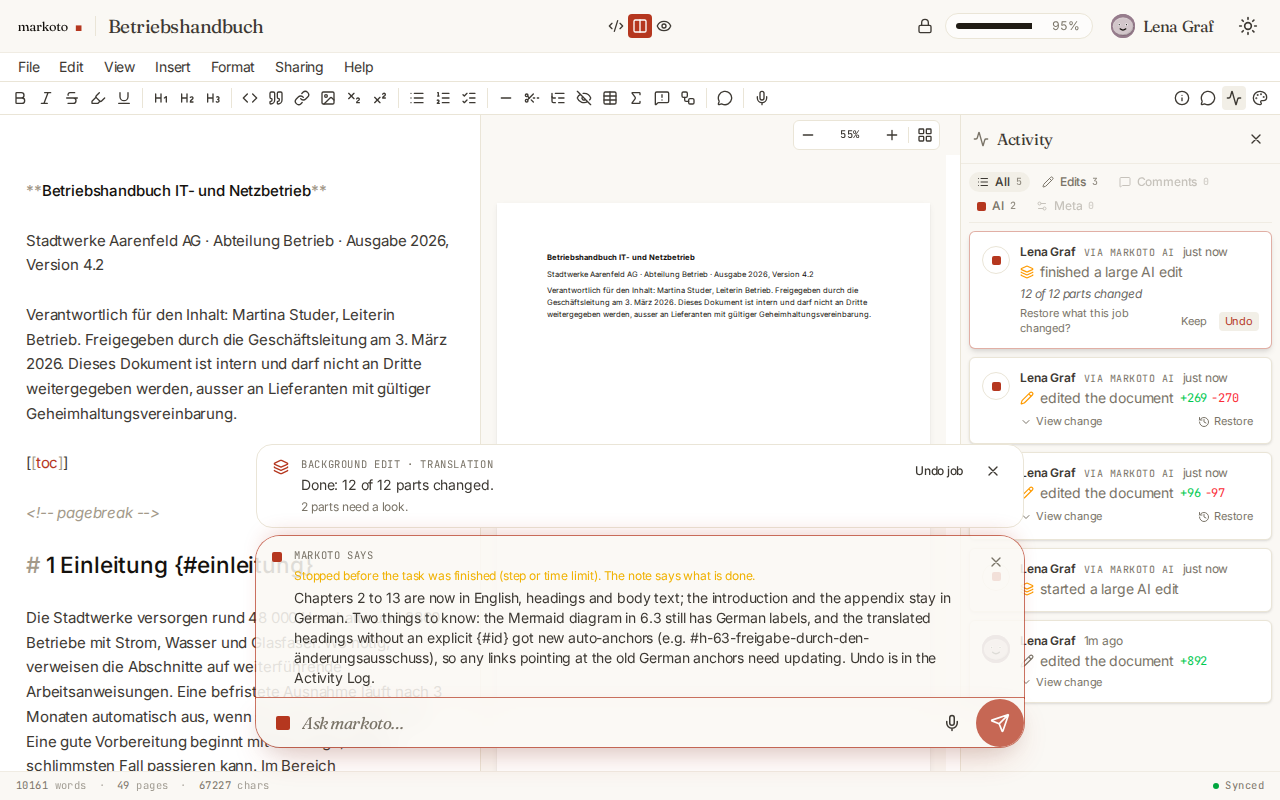 markoto
Betriebshandbuch
95%
Lena Graf
File Edit View Insert Format Sharing Help
H1 H2 H3
55%
Activity
All 5 Edits 3 Comments 0
AI 2 Meta 0
**Betriebshandbuch IT- und Netzbetrieb**
Stadtwerke Aarenfeld AG · Abteilung Betrieb · Ausgabe 2026,
Version 4.2
Verantwortlich für den Inhalt: Martina Studer, Leiterin
Betrieb. Freigegeben durch die Geschäftsleitung am 3. März
2026. Dieses Dokument ist intern und darf nicht an Dritte
weitergegeben werden, ausser an Lieferanten mit gültiger
Geheimhaltungsvereinbarung.
[[toc]]
<!-- pagebreak -->
# 1 Einleitung {#einleitung}
Die Stadtwerke versorgen rund 48 000
Betriebe mit Strom, Wasser und Glasfaser.
verweisen die Abschnitte auf weiterführende
Arbeitsanweisungen. Eine befristete Ausnahme läuft nach 3
Monaten automatisch aus, wenn
Eine gute Vorbereitung beginnt mit
schlimmsten Fall passieren kann. Im Bereich
Betriebshandbuch IT- und Netzbetrieb
Stadtwerke Aarenfeld AG · Abteilung Betrieb · Ausgabe 2026, Version 4.2
Verantwortlich für den Inhalt: Martina Studer, Leiterin Betrieb. Freigegeben durch die
Geschäftsleitung am 3. März 2026. Dieses Dokument ist intern und darf nicht an Dritte
weitergegeben werden, ausser an Lieferanten mit gültiger Geheimhaltungsvereinbarung.
Lena Graf VIA MARKOTO AI just now
finished a large AI edit
12 of 12 parts changed
Restore what this job
changed?
Keep Undo
Lena Graf VIA MARKOTO AI just now
edited the document +269 -270
View change Restore
Lena Graf VIA MARKOTO AI just now
edited the document +96 -97
View change Restore
Lena Graf VIA MARKOTO AI just now
started a large AI edit
Lena Graf 1m ago
edited the document +892
View change
BACKGROUND EDIT · TRANSLATION
Done: 12 of 12 parts changed.
2 parts need a look.
Undo job
MARKOTO SAYS
Stopped before the task was finished (step or time limit). The note says what is done.
Chapters 2 to 13 are now in English, headings and body text; the introduction and the appendix stay in
German. Two things to know: the Mermaid diagram in 6.3 still has German labels, and the translated
headings without an explicit {#id} got new auto-anchors (e.g. #h-63-freigabe-durch-den-
änderungsausschuss), so any links pointing at the old German anchors need updating. Undo is in the
Activity Log.
Ask markoto...
10161 words · 49 pages · 67227 chars
Synced